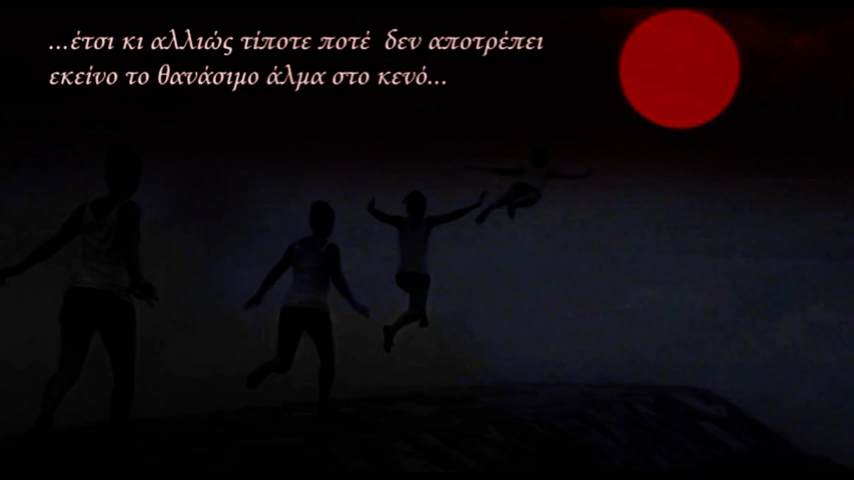 ...έτσι κι αλλιώς τίποτε ποτέ δεν αποτρέπει
εκείνο το θανάσιμο άλμα στο κενό...